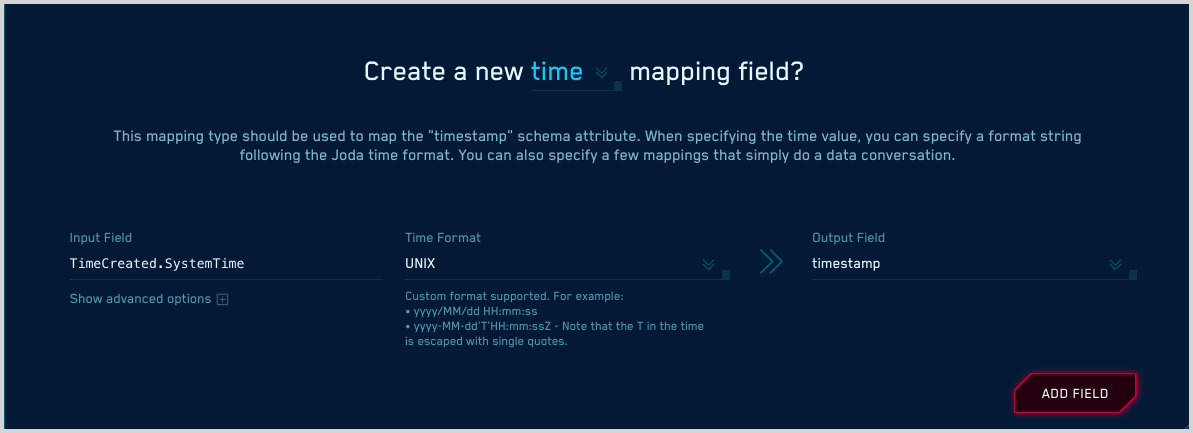 Create a new time mapping field?
This mapping type should be used to map the "timestamp" schema attribute. When specifying the time value, you can specify a format string
following the Joda time format. You can also specify a few mappings that simply do a data conversion.
Input Field
TimeCreated.SystemTime
Show advanced options
Time Format
UNIX
Custom format supported. For example:
• yyyy/MM/dd HH:mm:ss
• yyyy-MM-dd'T'HH:mm:ssZ - Note that the T in the time
is escaped with single quotes.
Output Field
timestamp
ADD FIELD